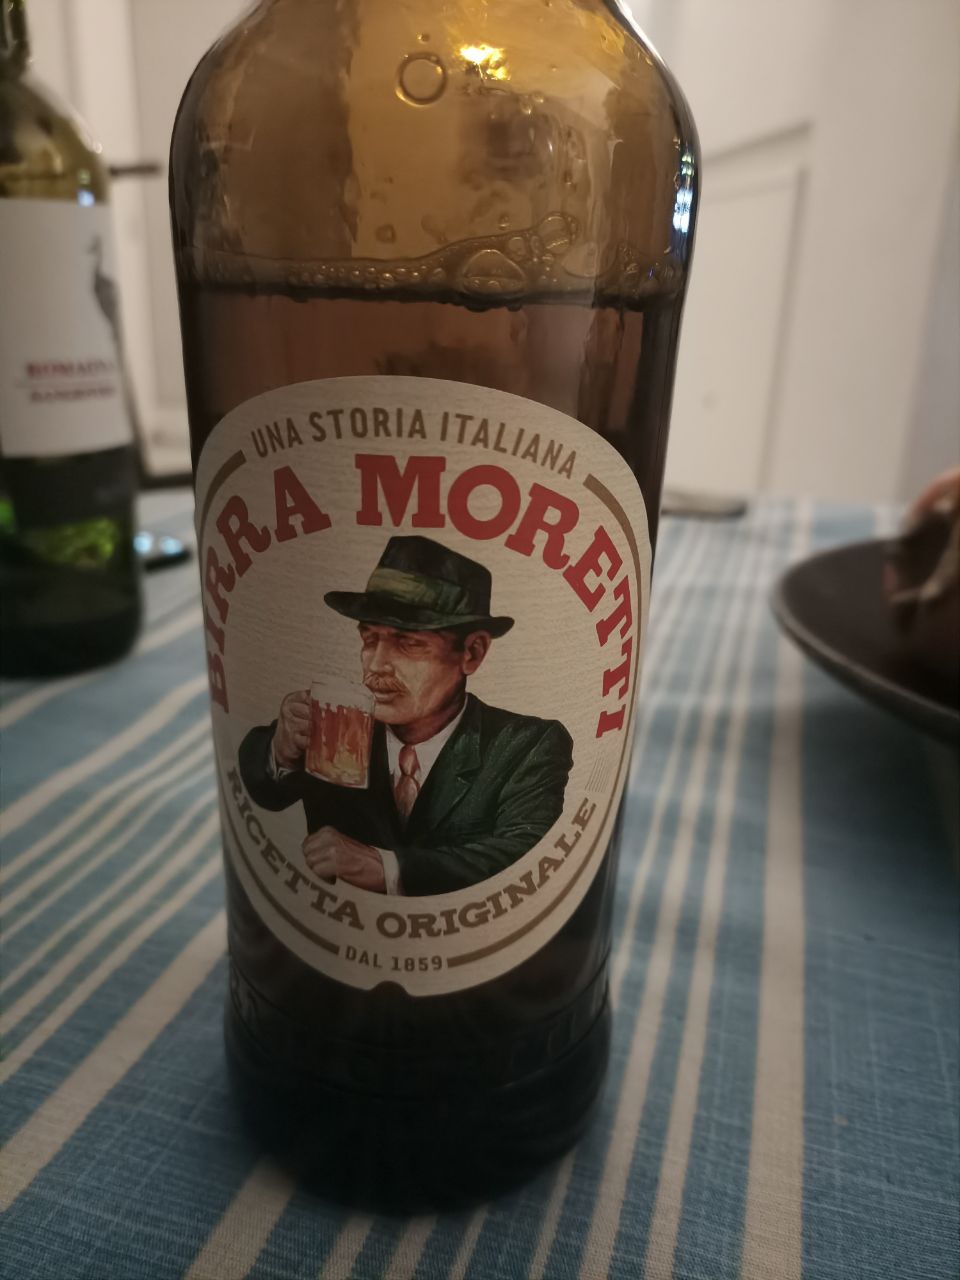 UNA STORIA ITALIANA
BIRRA MORETTI
RICETTA ORIGINALE
DAL 1859